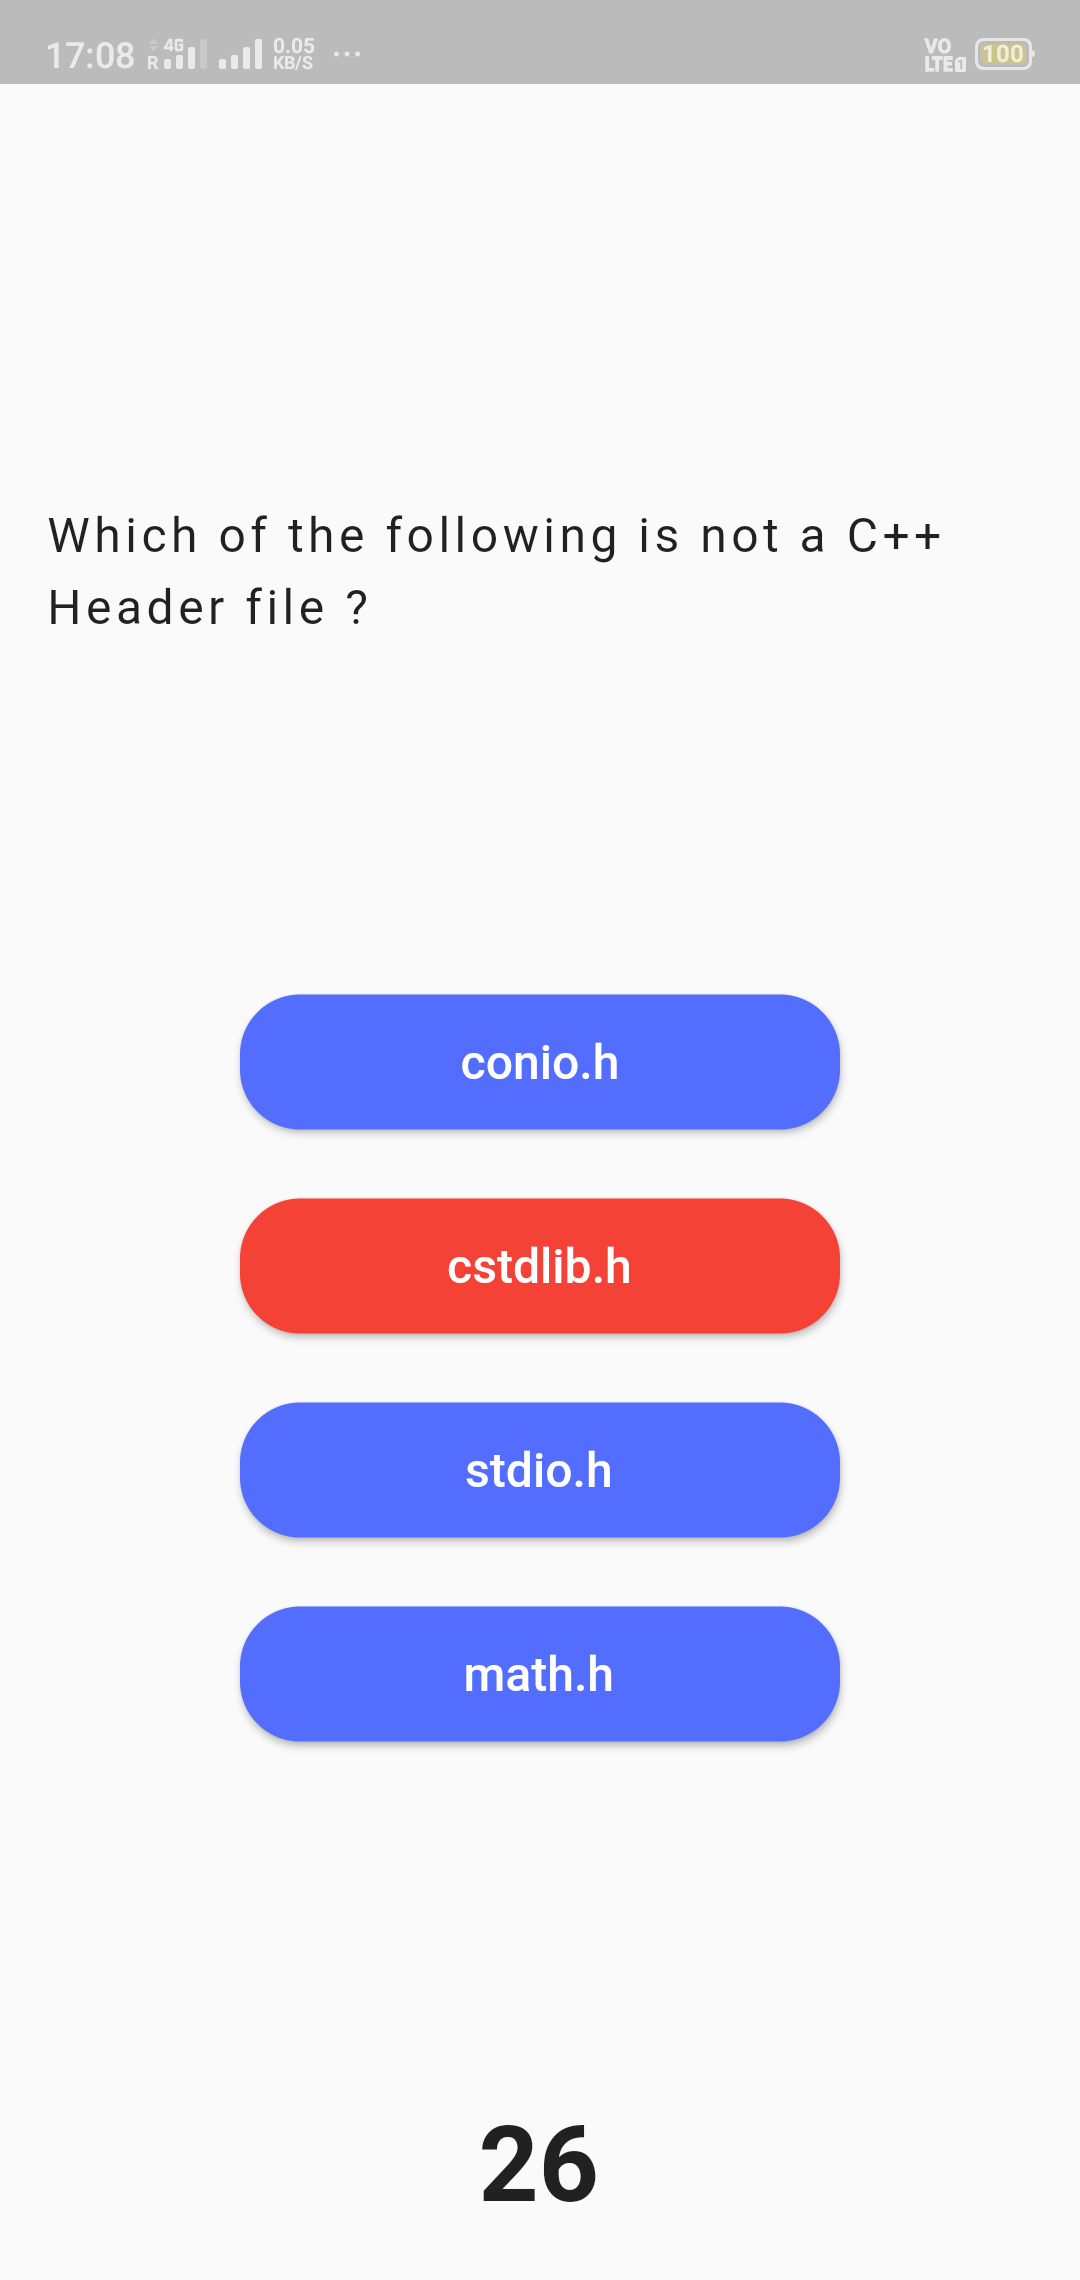 17:08 R 4G 0.05 KB/S ... VO LTE 1 100
Which of the following is not a C++
Header file ?
conio.h
cstdlib.h
stdio.h
math.h
26